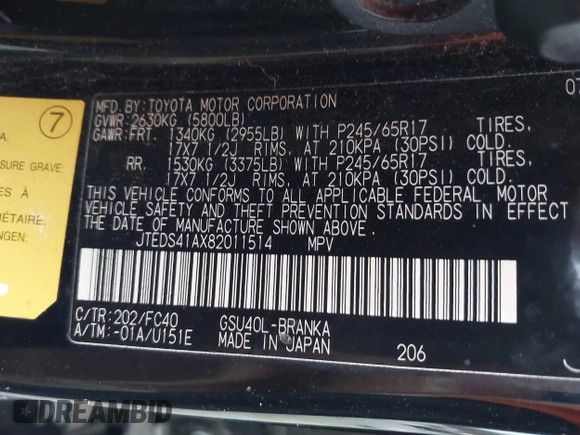 MFD.BY:TOYOTA MOTOR CORPORATION 07
GVWR:2630KG (5800LB)
GAWR:FRT. 1340KG (2955LB) WITH P245/65R17 TIRES,
17X7 1/2J RIMS, AT 210KPA (30PSI) COLD.
RR. 1530KG (3375LB) WITH P245/65R17 TIRES,
17X7 1/2J RIMS, AT 210KPA (30PSI) COLD.
THIS VEHICLE CONFORMS TO ALL APPLICABLE FEDERAL MOTOR
VEHICLE SAFETY AND THEFT PREVENTION STANDARDS IN EFFECT
THE DATE OF MANUFACTURE SHOWN ABOVE.
JTEDS41AX82011514 MPV
C/TR:202/FC40 GSU40L-BRANKA
A/TM:-01A/U151E MADE IN JAPAN 206
7
SURE GRAVE:
ÉTAIRE.
NGEN:
DREAMBID